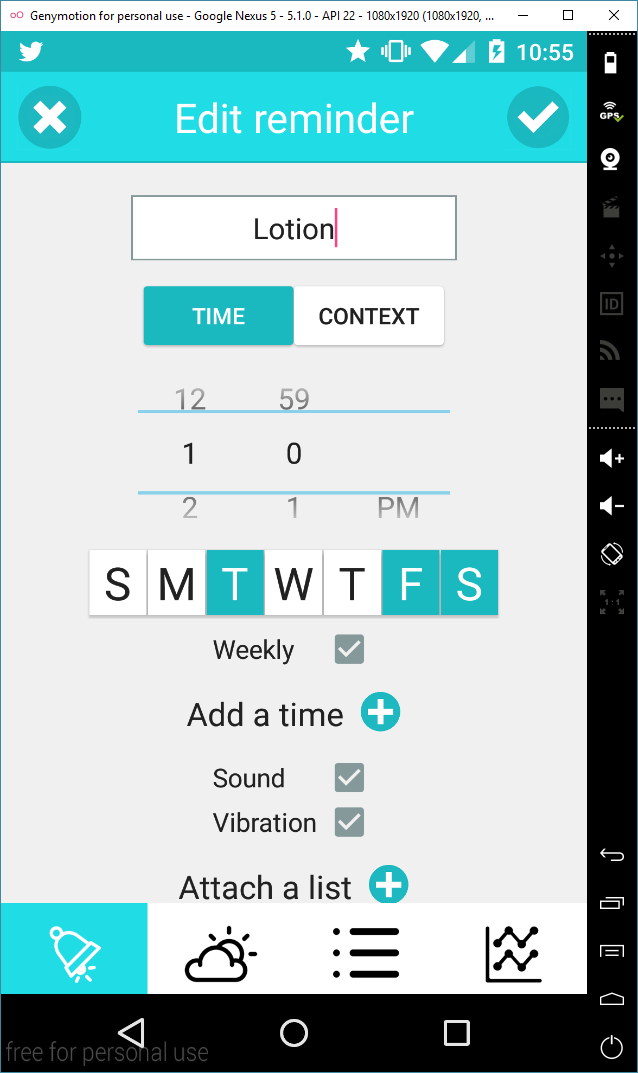 Genymotion for personal use - Google Nexus 5 - 5.1.0 - API 22 - 1080x1920 (1080x1920, ...
10:55
Edit reminder
GPS
Lotion
ID
TIME CONTEXT
12 59
1 0
2 1 PM
S M T W T F S
1:1
Weekly
Add a time
Sound
Vibration
Attach a list
free for personal use